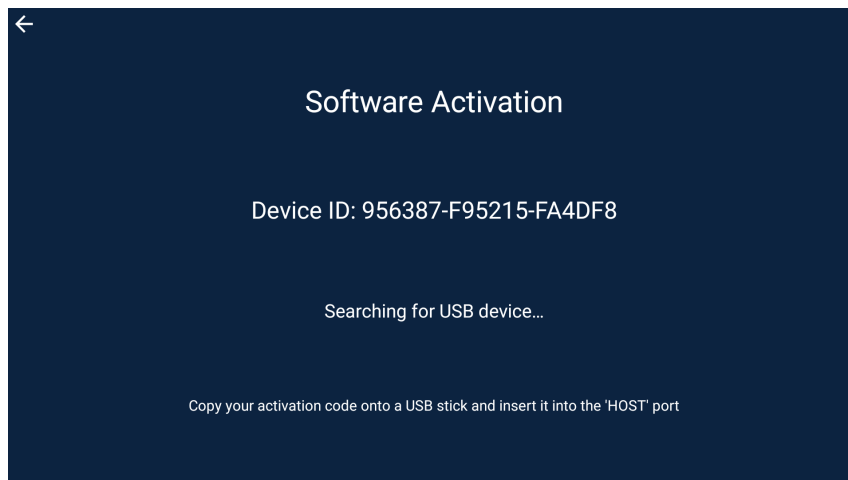 Software Activation
Device ID: 956387-F95215-FA4DF8
Searching for USB device...
Copy your activation code onto a USB stick and insert it into the 'HOST' port